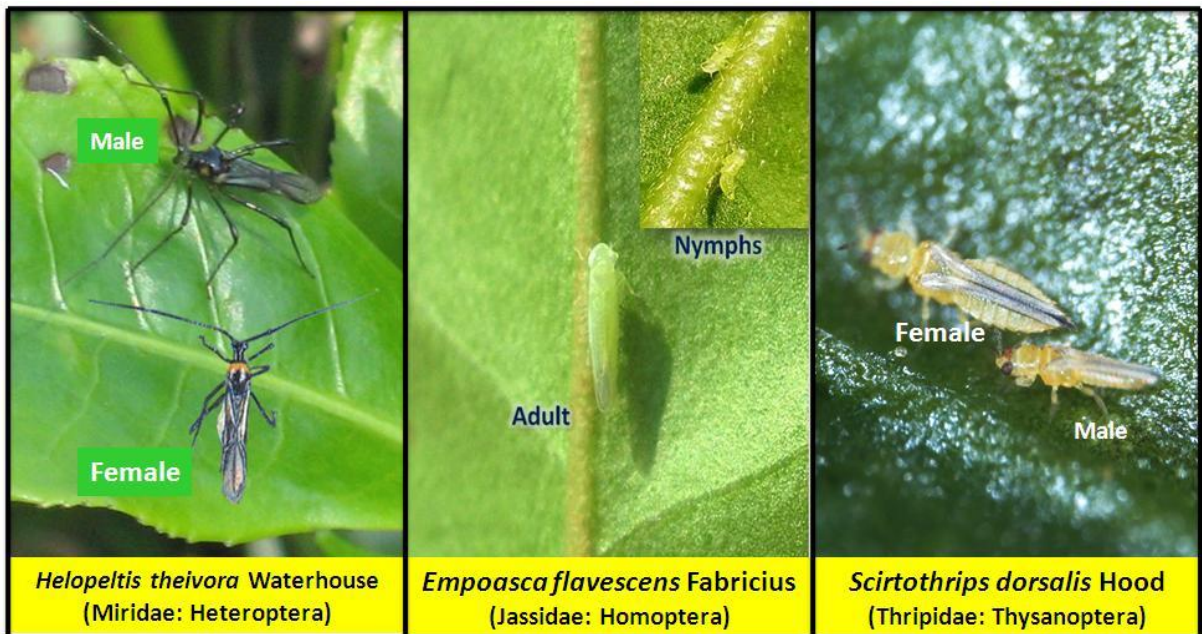 Male
Female
Helopeltis theivora Waterhouse
(Miridae: Heteroptera)
Nymphs
Adult
Empoasca flavescens Fabricius
(Jassidae: Homoptera)
Female
Male
Scirtothrips dorsalis Hood
(Thripidae: Thysanoptera)